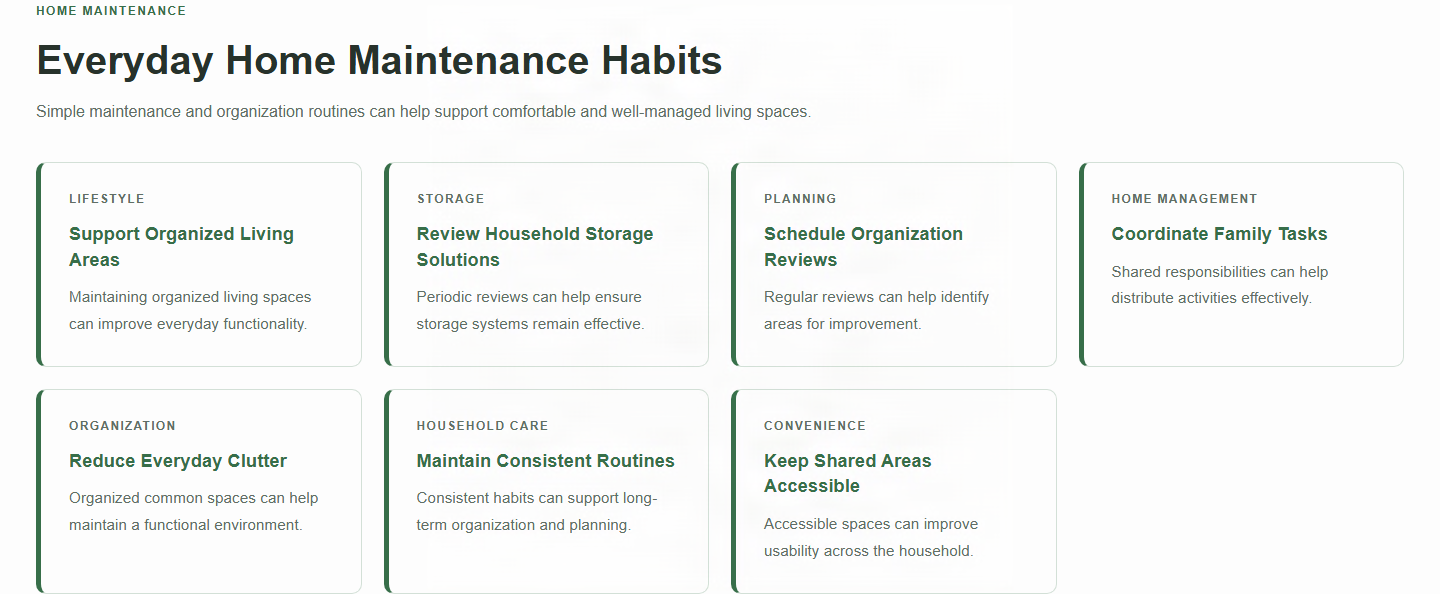 HOME MAINTENANCE
Everyday Home Maintenance Habits
Simple maintenance and organization routines can help support comfortable and well-managed living spaces.
LIFESTYLE
Support Organized Living
Areas
Maintaining organized living spaces
can improve everyday functionality.
STORAGE
Review Household Storage
Solutions
Periodic reviews can help ensure
storage systems remain effective.
PLANNING
Schedule Organization
Reviews
Regular reviews can help identify
areas for improvement.
HOME MANAGEMENT
Coordinate Family Tasks
Shared responsibilities can help
distribute activities effectively.
ORGANIZATION
Reduce Everyday Clutter
Organized common spaces can help
maintain a functional environment.
HOUSEHOLD CARE
Maintain Consistent Routines
Consistent habits can support long-
term organization and planning.
CONVENIENCE
Keep Shared Areas
Accessible
Accessible spaces can improve
usability across the household.